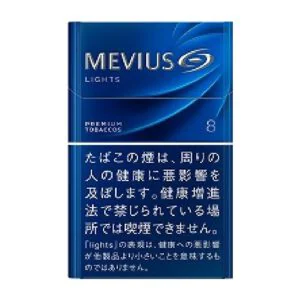 MEVIUS
LIGHTS
PREMIUM
TOBACCOS
8
たばこの煙は、周りの
人の健康に悪影響を
及ぼします。健康増進
法で禁じられている場
所では喫煙できません。
「lights」の表現は、健康への悪影響
が他製品より小さいことを意味するも
のではありません。